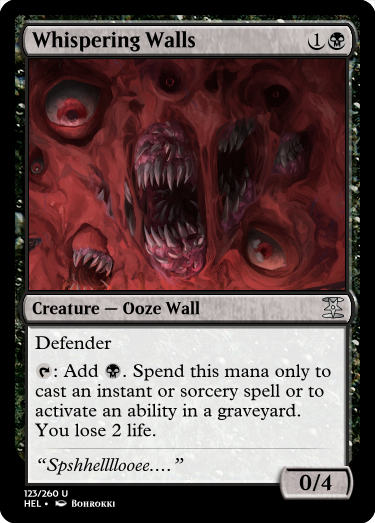 Whispering Walls 1
Creature — Ooze Wall
Defender
: Add . Spend this mana only to
cast an instant or sorcery spell or to
activate an ability in a graveyard.
You lose 2 life.
“Spshhellllooee....”
0/4
123/260 U
HEL • Bohrokki